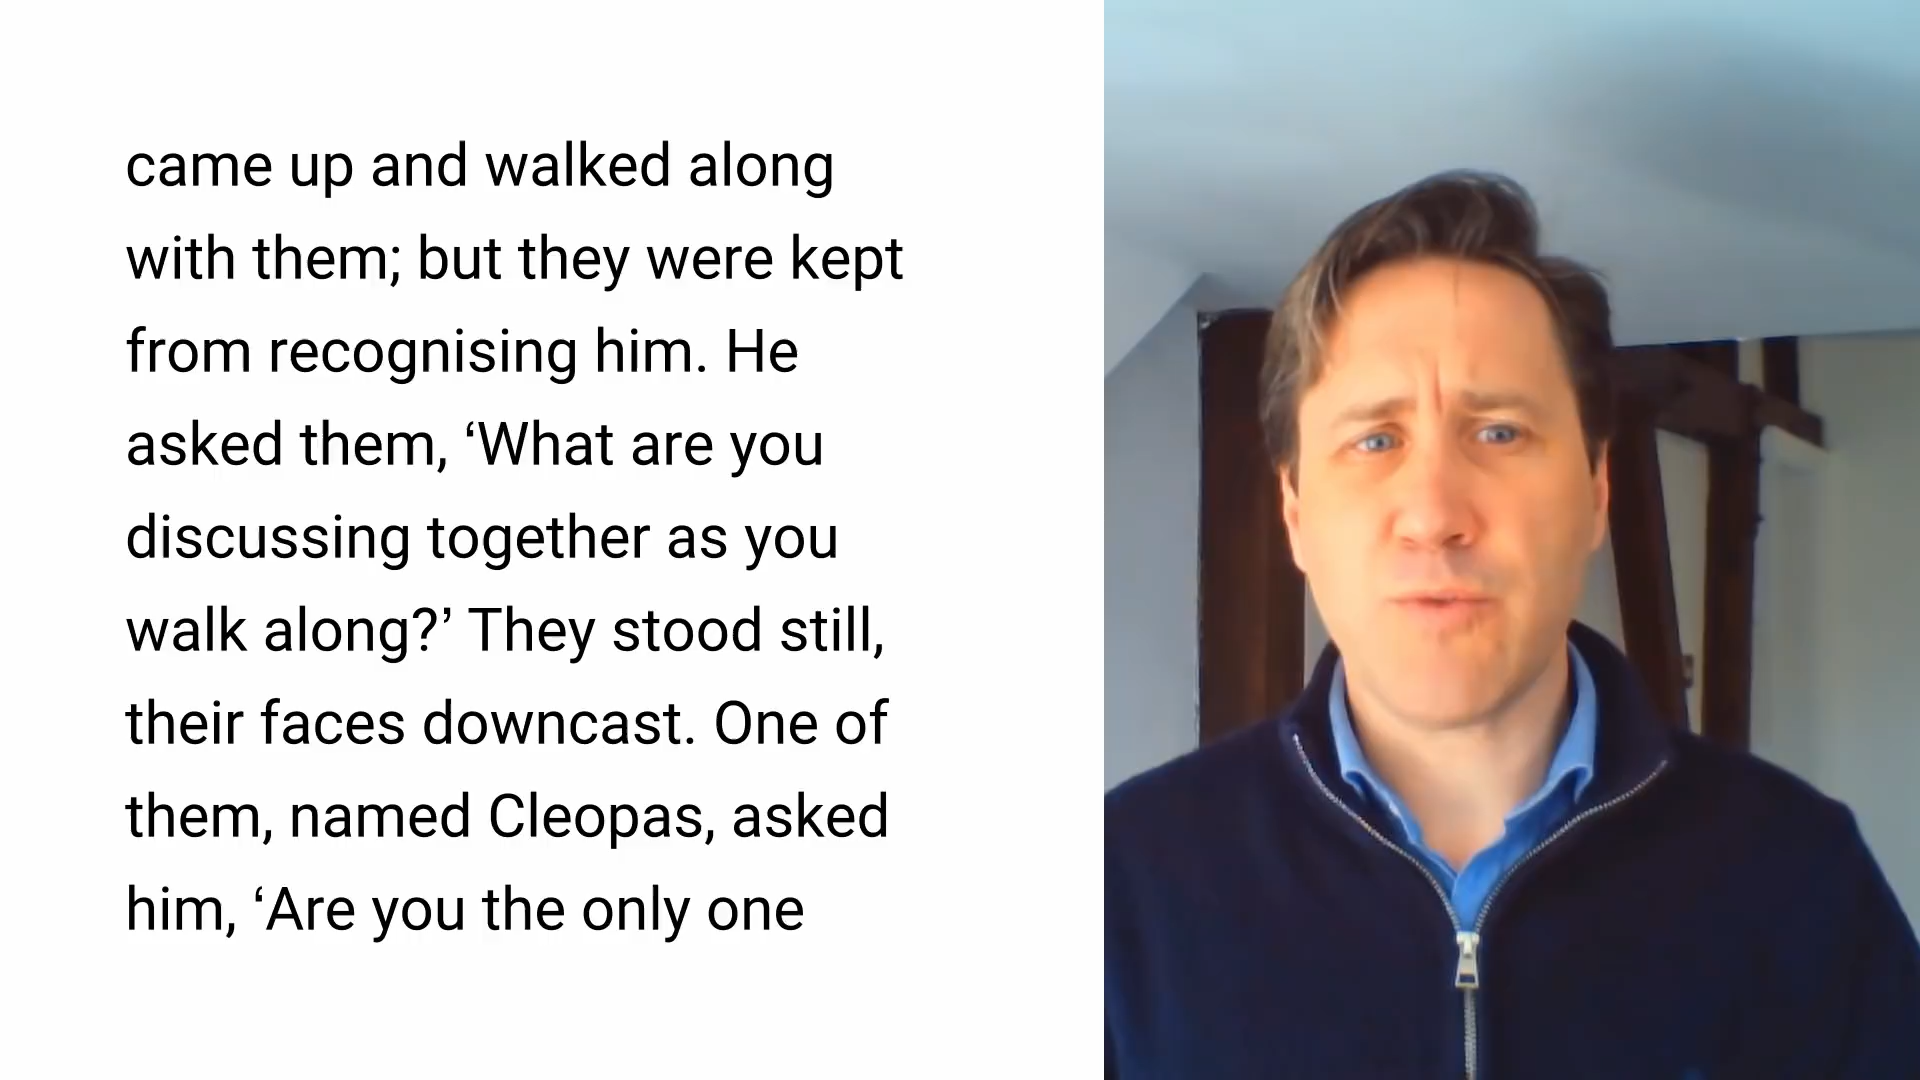 came up and walked along
with them; but they were kept
from recognising him. He
asked them, ‘What are you
discussing together as you
walk along?’ They stood still,
their faces downcast. One of
them, named Cleopas, asked
him, ‘Are you the only one